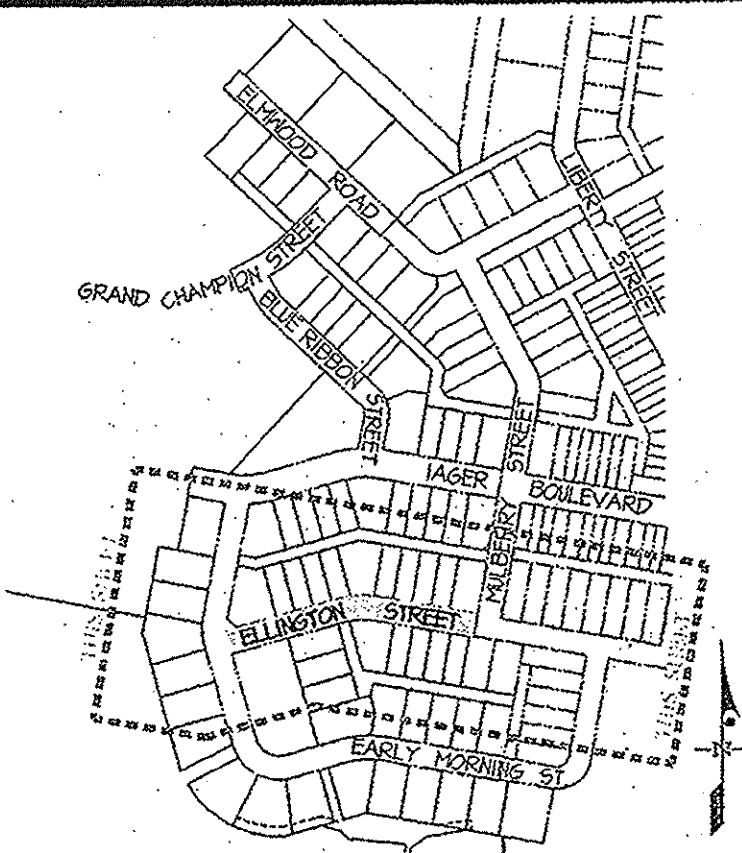 ELMWOOD ROAD
LIBERTY STREET
GRAND CHAMPION STREET
BLUE RIBBON STREET
IAGER BOULEVARD
MULBERRY STREET
THIS SHEET
THIS SHEET
ELLINGTON STREET
EARLY MORNING ST